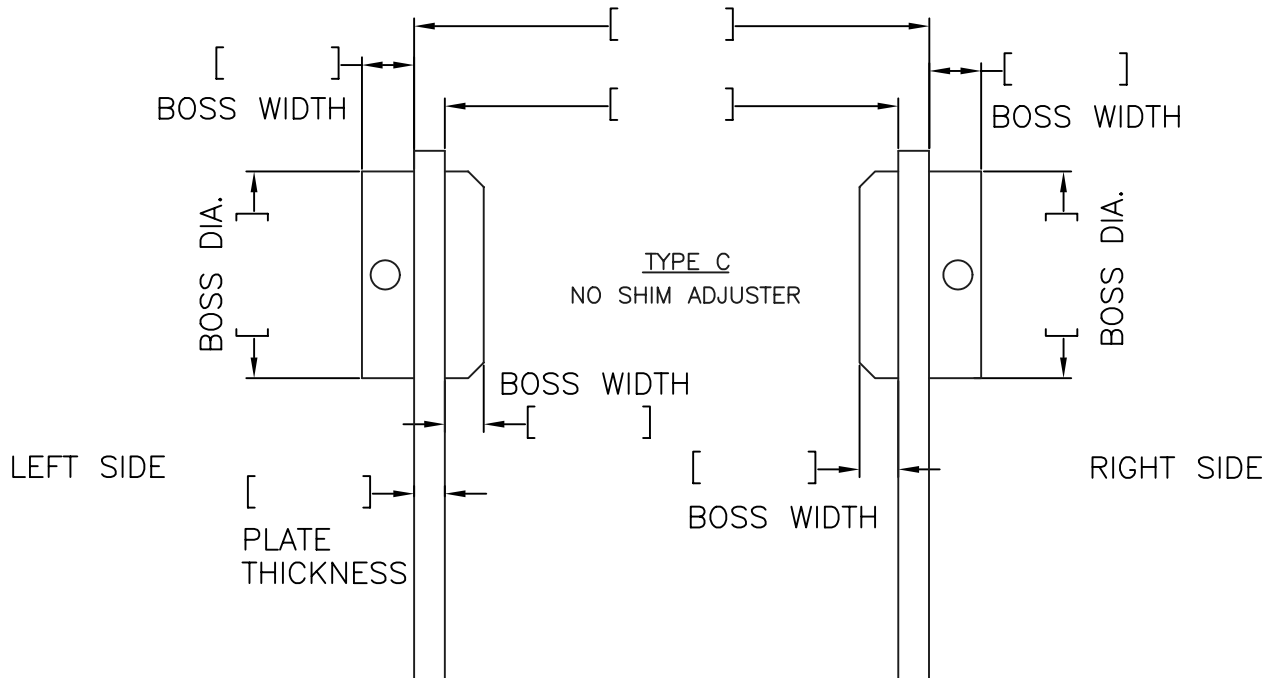 [ ]
[ ]
BOSS WIDTH
[ ]
[ ]
BOSS WIDTH
BOSS DIA.
[ ]
TYPE C
NO SHIM ADJUSTER
[ ]
BOSS DIA.
BOSS WIDTH
[ ]
LEFT SIDE
[ ]
BOSS WIDTH
RIGHT SIDE
[ ]
PLATE
THICKNESS